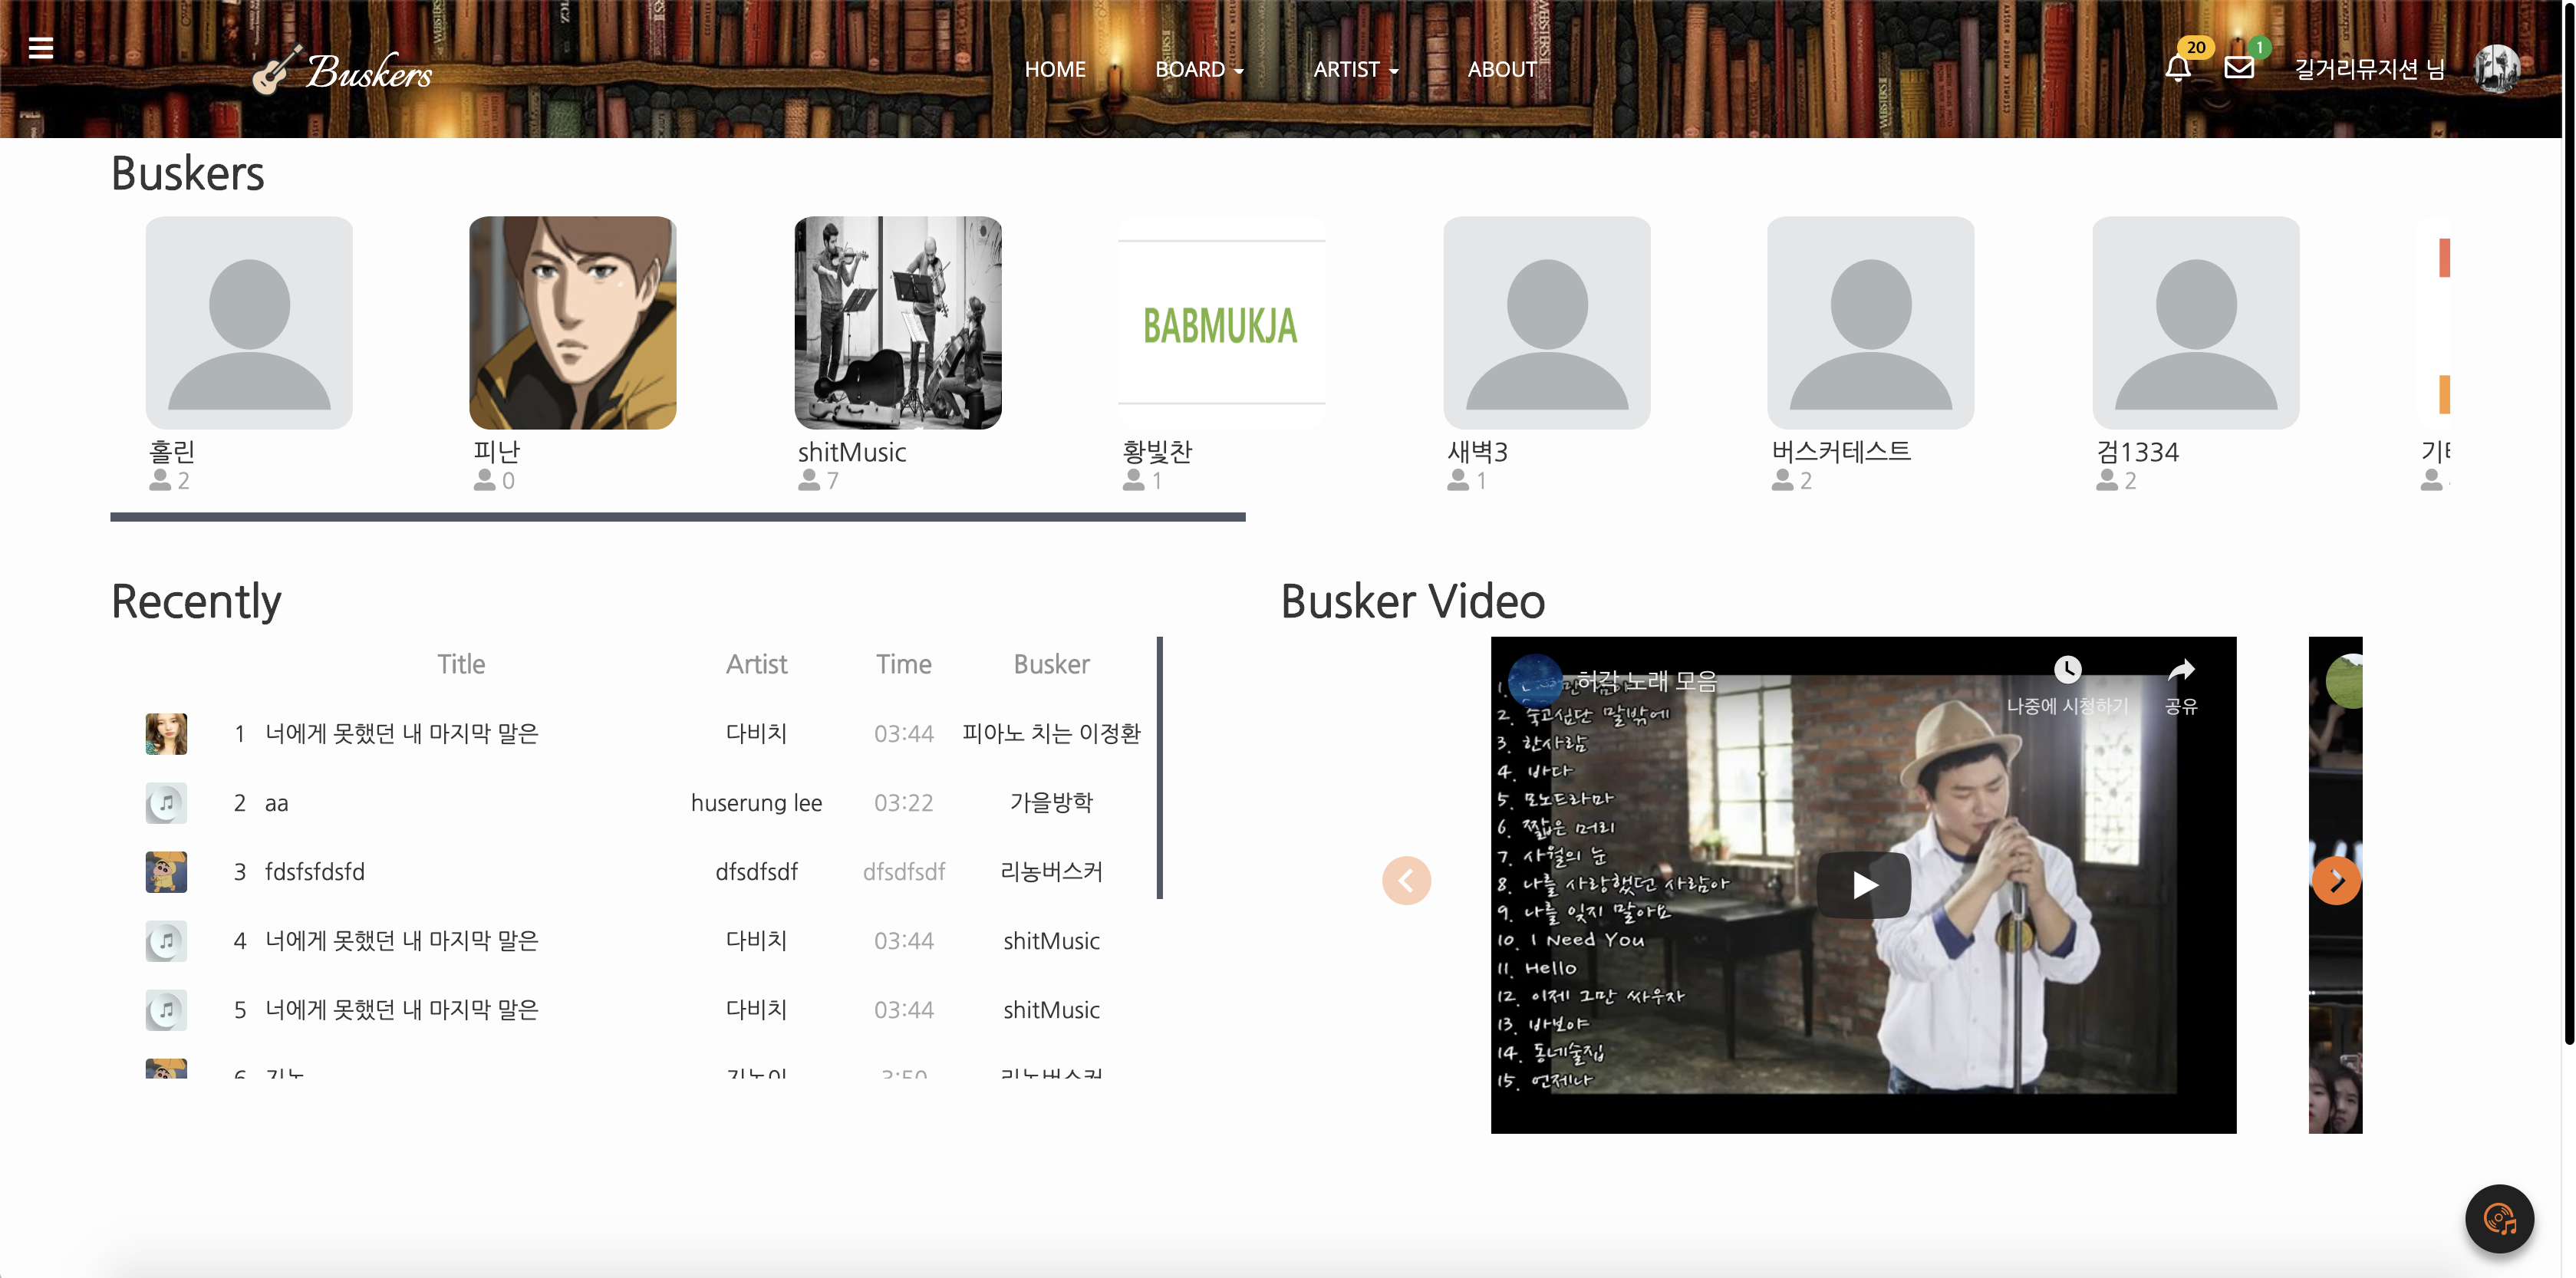 Buskers
HOME
BOARD
ARTIST
ABOUT
20
1
길거리뮤지션 님
Buskers
BABMUKJA
홀린
2
피난
0
shitMusic
7
황빛찬
1
새벽3
1
버스커테스트
2
검1334
2
Recently
Title Artist Time Busker
1 너에게 못했던 내 마지막 말은 다비치 03:44 피아노 치는 이정환
2 aa huserung lee 03:22 가을방학
3 fdsfsfdsfd dfsdfsdf dfsdfsdf 리농버스커
4 너에게 못했던 내 마지막 말은 다비치 03:44 shitMusic
5 너에게 못했던 내 마지막 말은 다비치 03:44 shitMusic
Busker Video
허각 노래 모음
나중에 시청하기
공유
1.
2. 죽고싶단 말밖에
3. 한사람
4. 바다
5. 모노드라마
6. 짧은 머리
7. 사월의 눈
8. 나를 사랑했던 사람아
9. 나를 잊지 말아요
10. I Need You
11. Hello
12. 이제 그만 싸우자
13. 바보야
14. 동네술집
15. 언제나